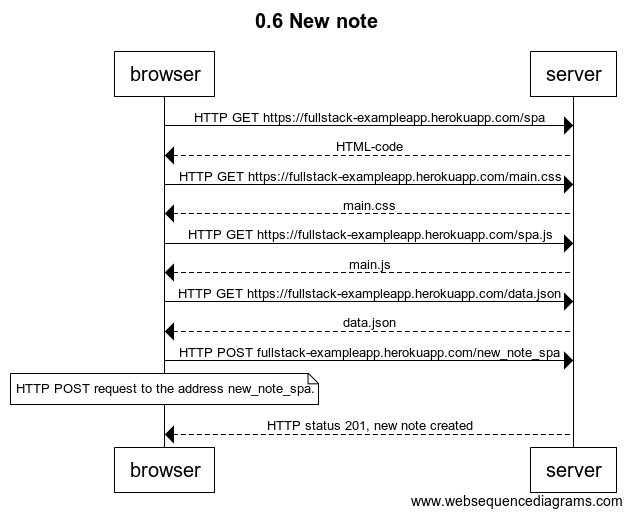 0.6 New note
browser
server
HTTP GET https://fullstack-exampleapp.herokuapp.com/spa
HTML-code
HTTP GET https://fullstack-exampleapp.herokuapp.com/main.css
main.css
HTTP GET https://fullstack-exampleapp.herokuapp.com/spa.js
main.js
HTTP GET https://fullstack-exampleapp.herokuapp.com/data.json
data.json
HTTP POST fullstack-exampleapp.herokuapp.com/new_note_spa
HTTP POST request to the address new_note_spa.
HTTP status 201, new note created
browser
server
www.websequencediagrams.com